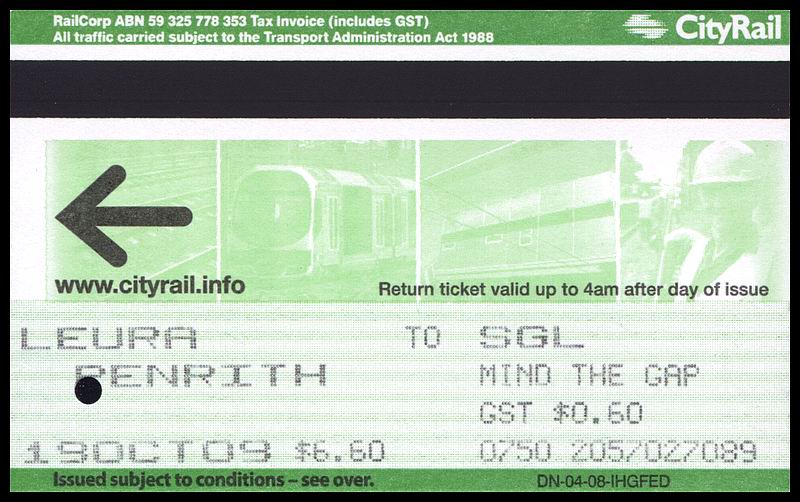 RailCorp ABN 59 325 778 353 Tax Invoice (includes GST)
All traffic carried subject to the Transport Administration Act 1988
CityRail
www.cityrail.info
Return ticket valid up to 4am after day of issue
LEURA TO SGL
PENRITH MIND THE GAP
GST $0.60
19OCT09 $6.60 0750 2057027089
Issued subject to conditions – see over.
DN-04-08-IHGFED